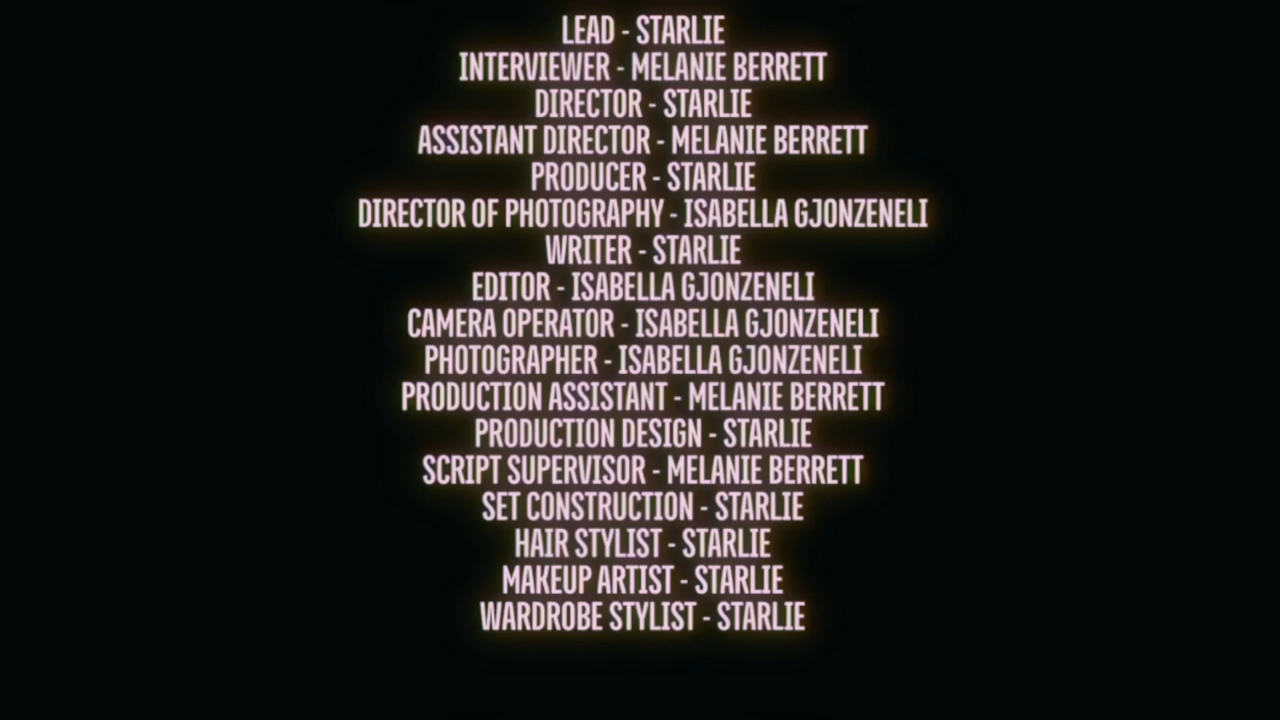 LEAD - STARLIE
INTERVIEWER - MELANIE BERRETT
DIRECTOR - STARLIE
ASSISTANT DIRECTOR - MELANIE BERRETT
PRODUCER - STARLIE
DIRECTOR OF PHOTOGRAPHY - ISABELLA GJONZENELI
WRITER - STARLIE
EDITOR - ISABELLA GJONZENELI
CAMERA OPERATOR - ISABELLA GJONZENELI
PHOTOGRAPHER - ISABELLA GJONZENELI
PRODUCTION ASSISTANT - MELANIE BERRETT
PRODUCTION DESIGN - STARLIE
SCRIPT SUPERVISOR - MELANIE BERRETT
SET CONSTRUCTION - STARLIE
HAIR STYLIST - STARLIE
MAKEUP ARTIST - STARLIE
WARDROBE STYLIST - STARLIE